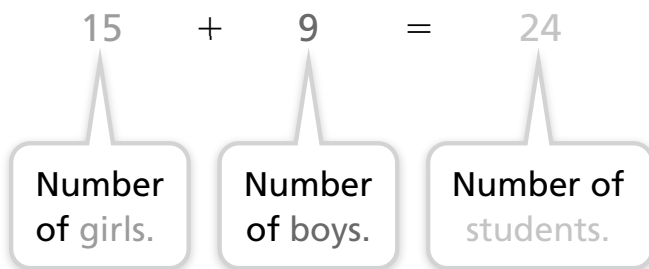 15 + 9 = 24
Number of girls.
Number of boys.
Number of students.